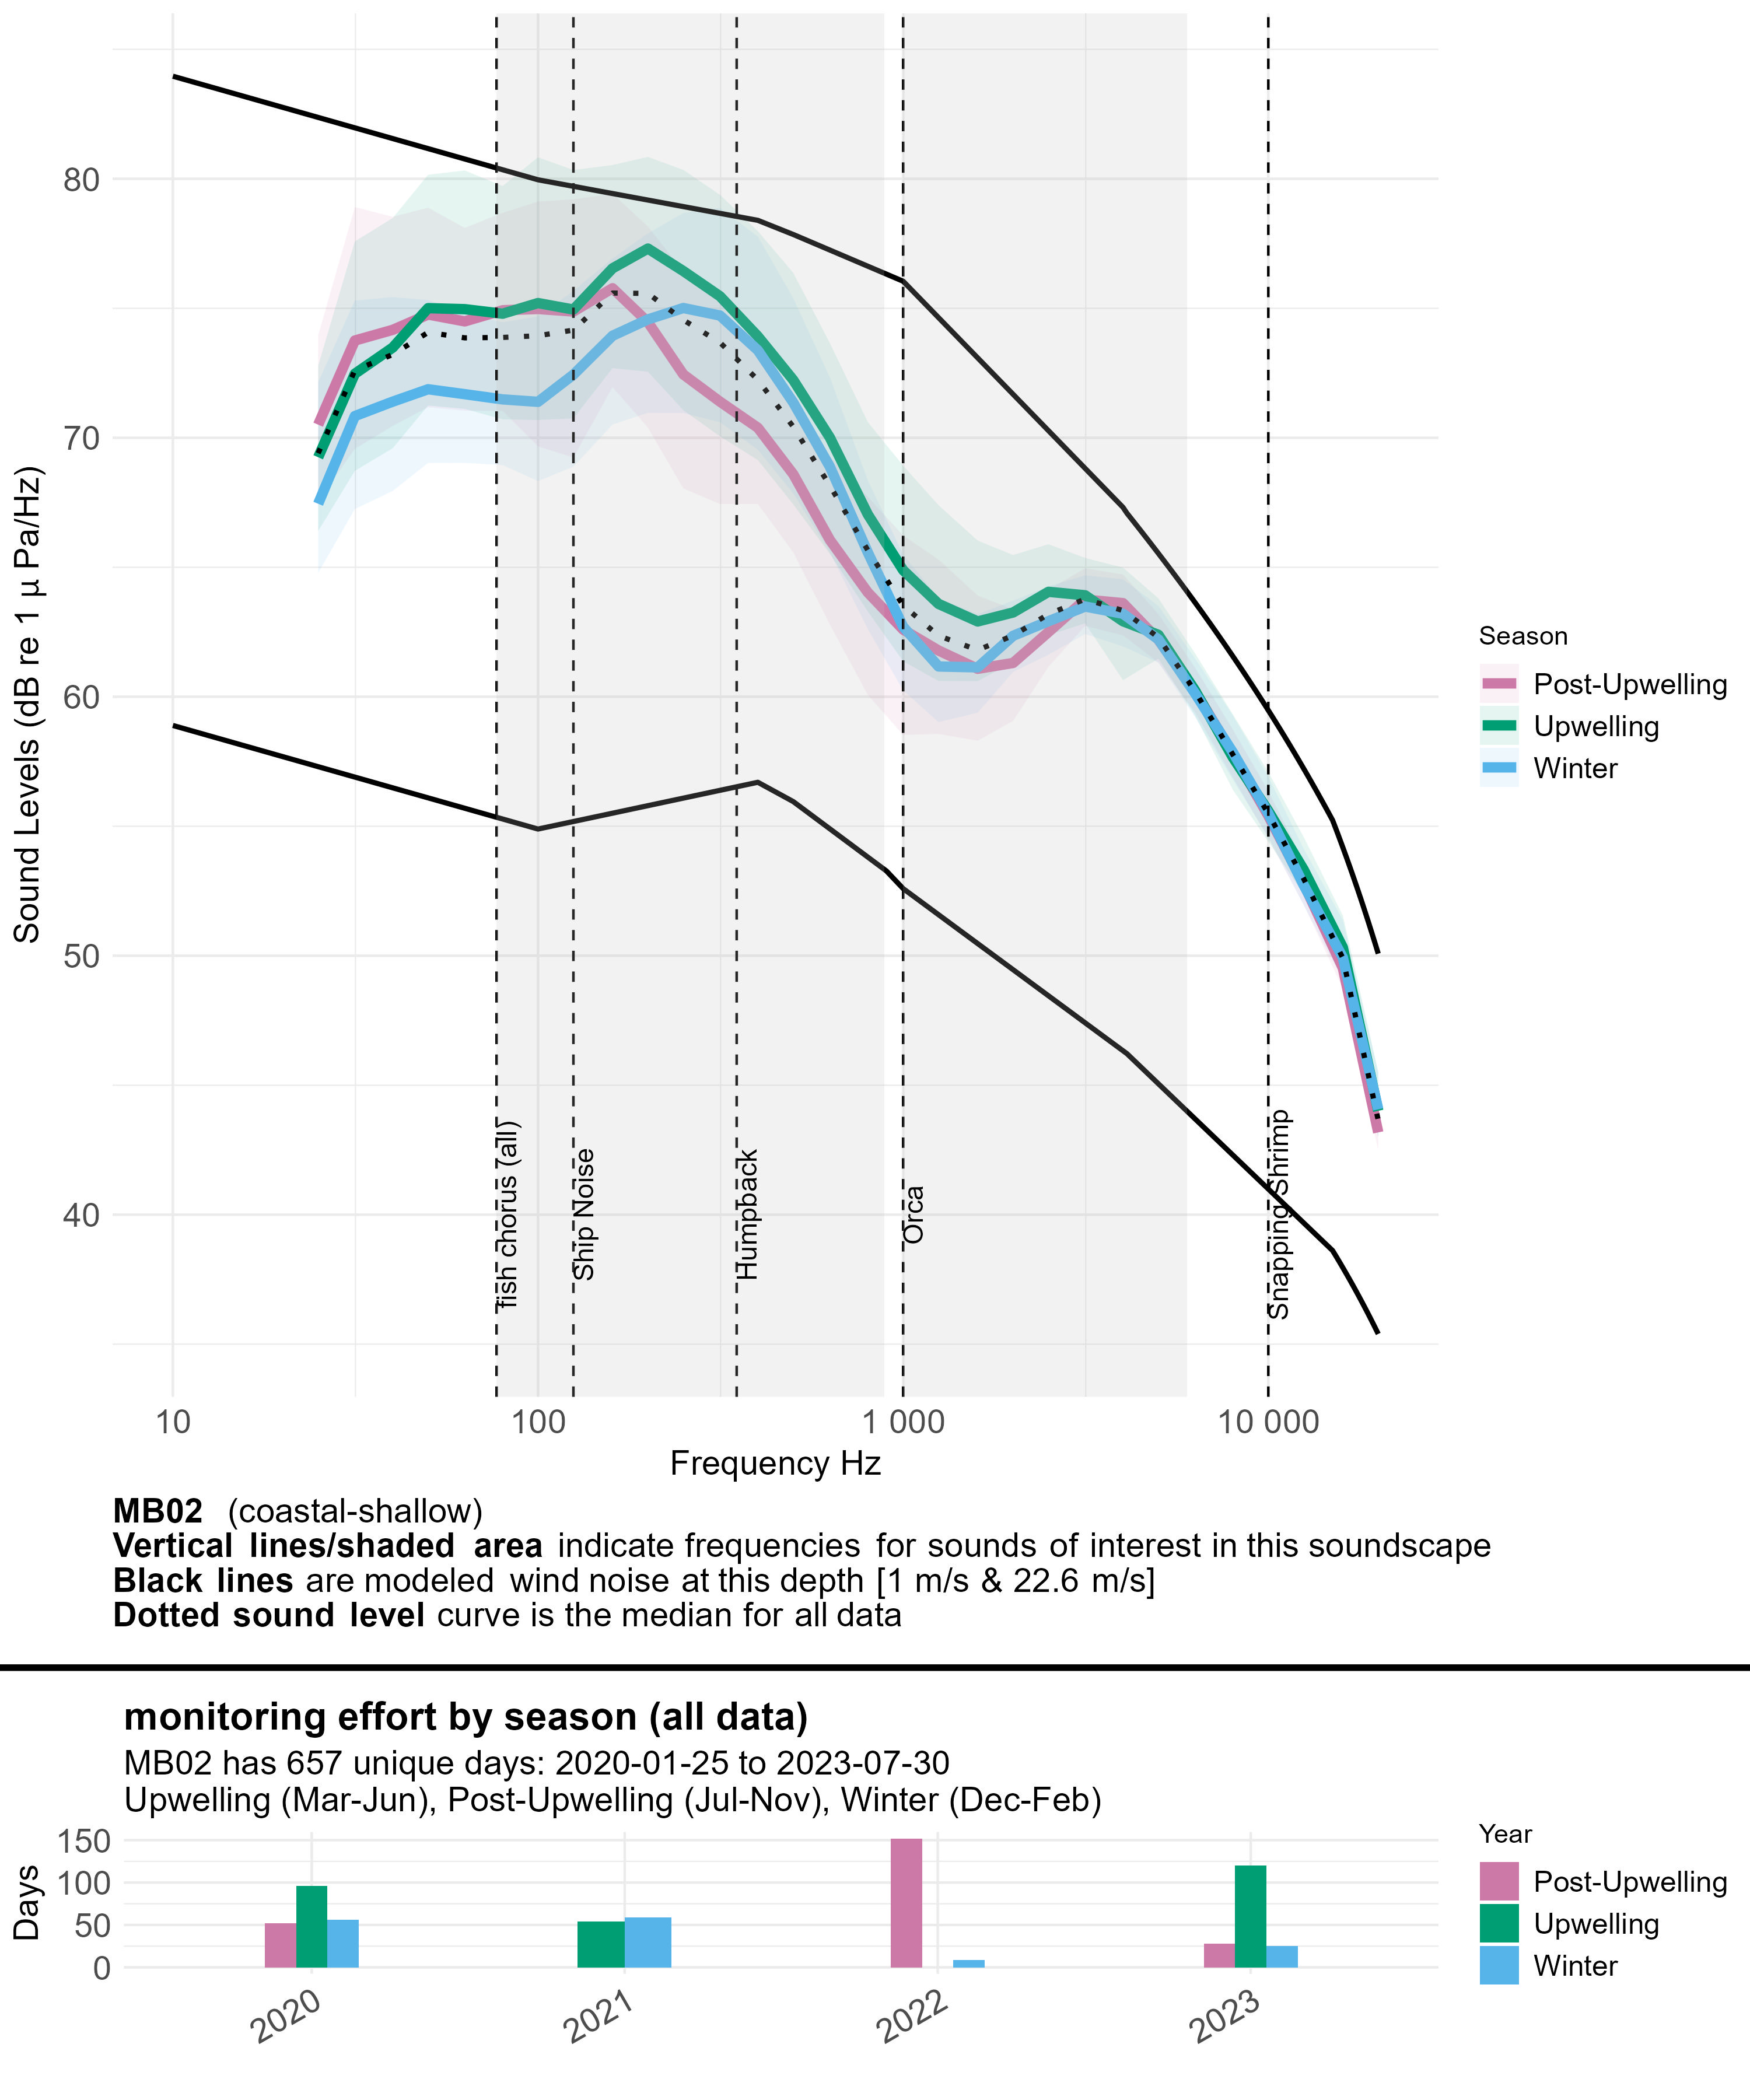 80
70
60
50
40
Sound Levels (dB re 1 µ Pa/Hz)
fish chorus (all)
Ship Noise
Humpback
Orca
Snapping Shrimp
10
100
1 000
10 000
Frequency Hz
Season
Post-Upwelling
Upwelling
Winter
MB02 (coastal-shallow)
Vertical lines/shaded area indicate frequencies for sounds of interest in this soundscape
Black lines are modeled wind noise at this depth [1 m/s & 22.6 m/s]
Dotted sound level curve is the median for all data
monitoring effort by season (all data)
MB02 has 657 unique days: 2020-01-25 to 2023-07-30
Upwelling (Mar-Jun), Post-Upwelling (Jul-Nov), Winter (Dec-Feb)
150
100
50
0
Days
2020
2021
2022
2023
Year
Post-Upwelling
Upwelling
Winter